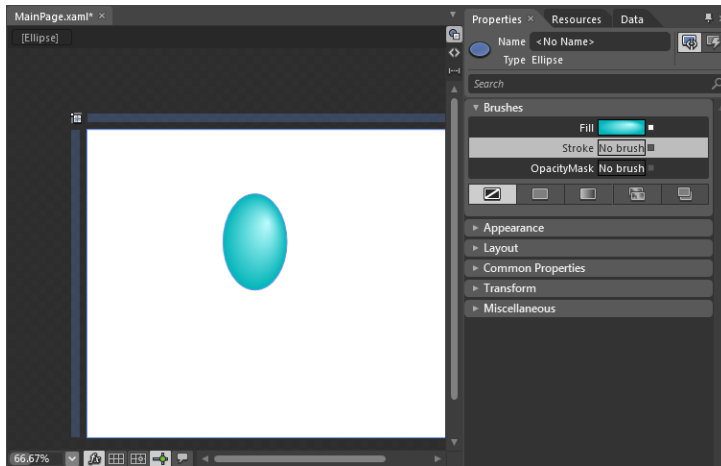 MainPage.xaml* ×
[Ellipse]
66.67%
Properties ×
Resources
Data
Name <No Name>
Type Ellipse
Search
Brushes
Fill
Stroke No brush
OpacityMask No brush
Appearance
Layout
Common Properties
Transform
Miscellaneous